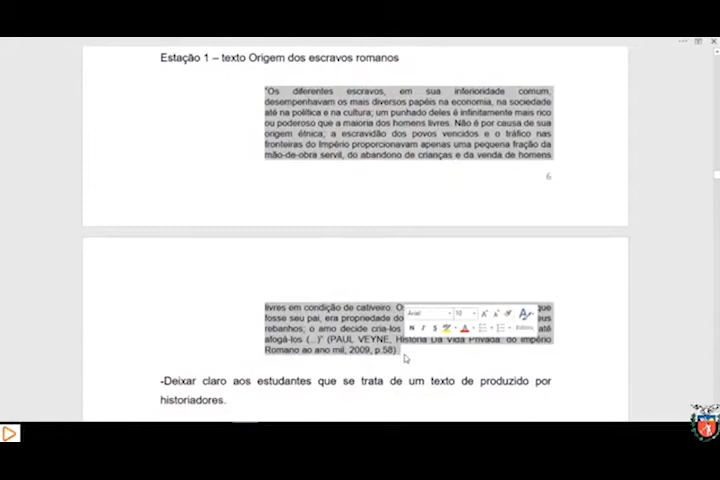 Estação 1 – texto Origem dos escravos romanos
"Os diferentes escravos, em sua inferioridade comum,
desempenhavam os mais diversos papéis na economia, na sociedade
até na política e na cultura; um punhado deles é infinitamente mais rico
ou poderoso que a maioria dos homens livres. Não é por causa de sua
origem étnica; a escravidão dos povos vencidos e o tráfico nas
fronteiras do Império proporcionavam apenas uma pequena fração da
mão-de-obra servil, do abandono de crianças e da venda de homens
6
livres em condição de cativeiro. que
Arial 10
fosse seu pai, era propriedade do
rebanhos; o amo decide criá-los até
N I S
afogá-los (...)" (PAUL VEYNE, História Da Vida Privada: do Império
Romano ao ano mil, 2009, p.58)
-Deixar claro aos estudantes que se trata de um texto de produzido por
historiadores.